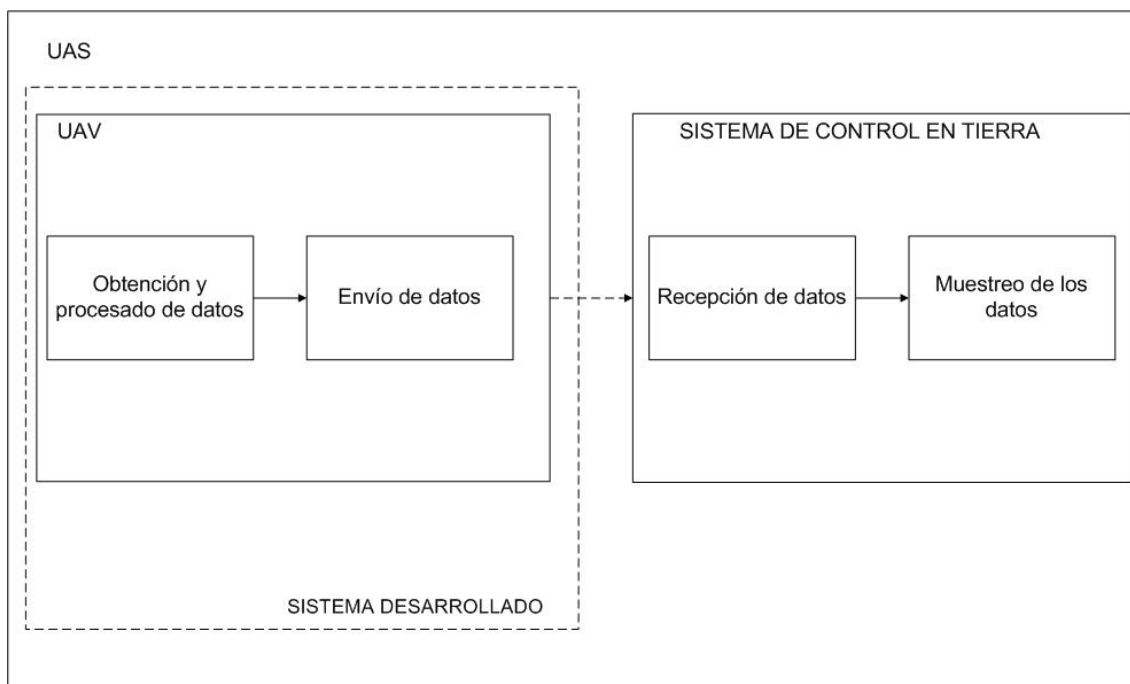 UAS
UAV
Obtención y
procesado de datos
Envío de datos
SISTEMA DESARROLLADO
SISTEMA DE CONTROL EN TIERRA
Recepción de datos
Muestreo de los
datos